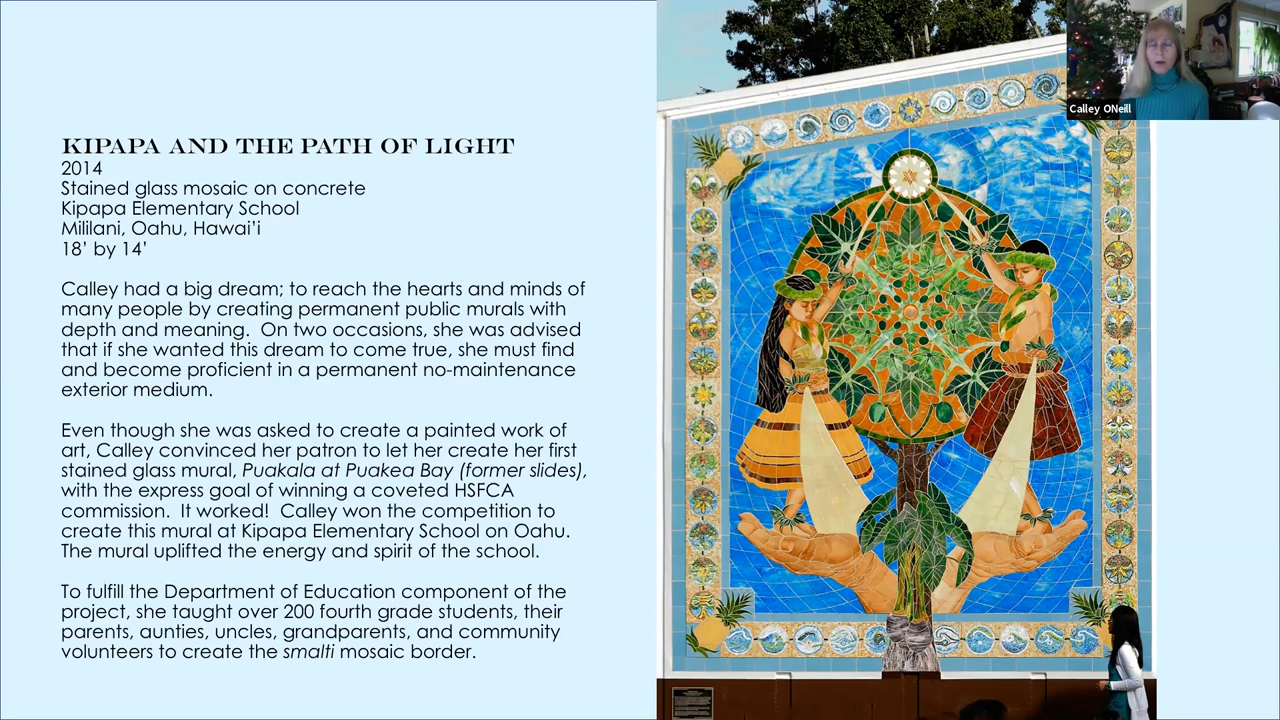 KIPAPA AND THE PATH OF LIGHT
2014
Stained glass mosaic on concrete
Kipapa Elementary School
Mililani, Oahu, Hawai'i
18' by 14'
Calley had a big dream; to reach the hearts and minds of
many people by creating permanent public murals with
depth and meaning.  On two occasions, she was advised
that if she wanted this dream to come true, she must find
and become proficient in a permanent no-maintenance
exterior medium.
Even though she was asked to create a painted work of
art, Calley convinced her patron to let her create her first
stained glass mural, Puakala at Puakea Bay (former slides),
with the express goal of winning a coveted HSFCA
commission.  It worked!  Calley won the competition to
create this mural at Kipapa Elementary School on Oahu.
The mural uplifted the energy and spirit of the school.
To fulfill the Department of Education component of the
project, she taught over 200 fourth grade students, their
parents, aunties, uncles, grandparents, and community
volunteers to create the smalti mosaic border.
Calley ONeill